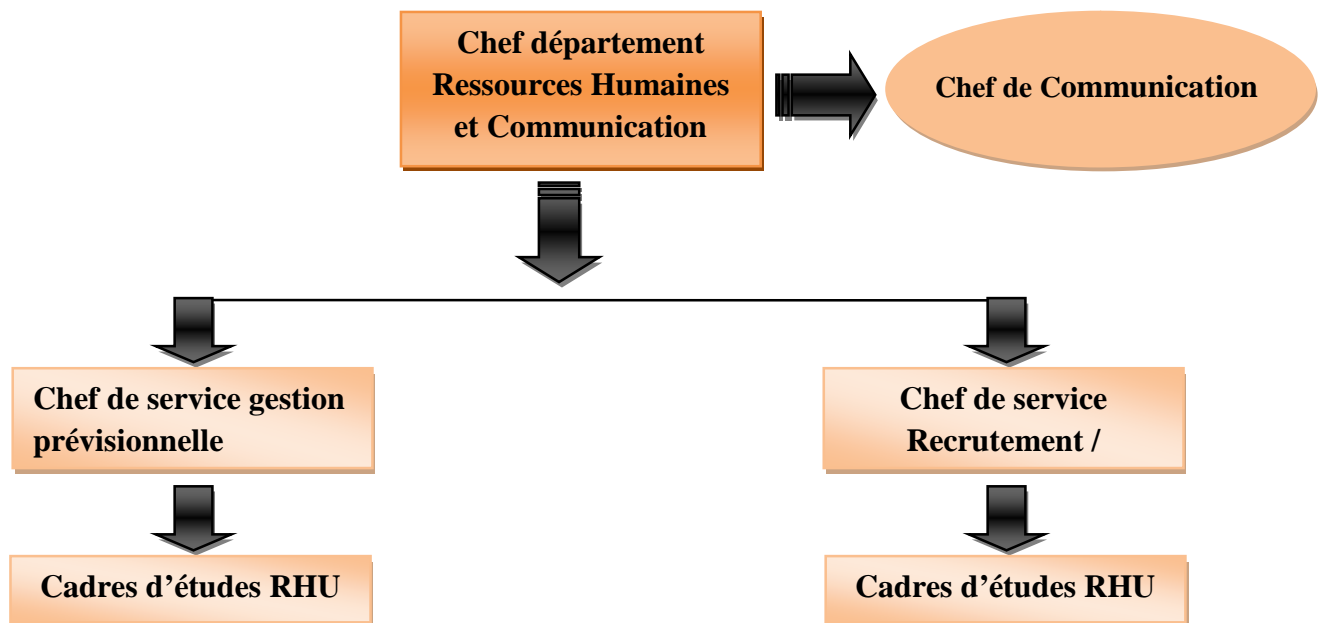 Chef département
Ressources Humaines
et Communication
Chef de Communication
Chef de service gestion
prévisionnelle
Chef de service
Recrutement /
Cadres d'études RHU
Cadres d'études RHU